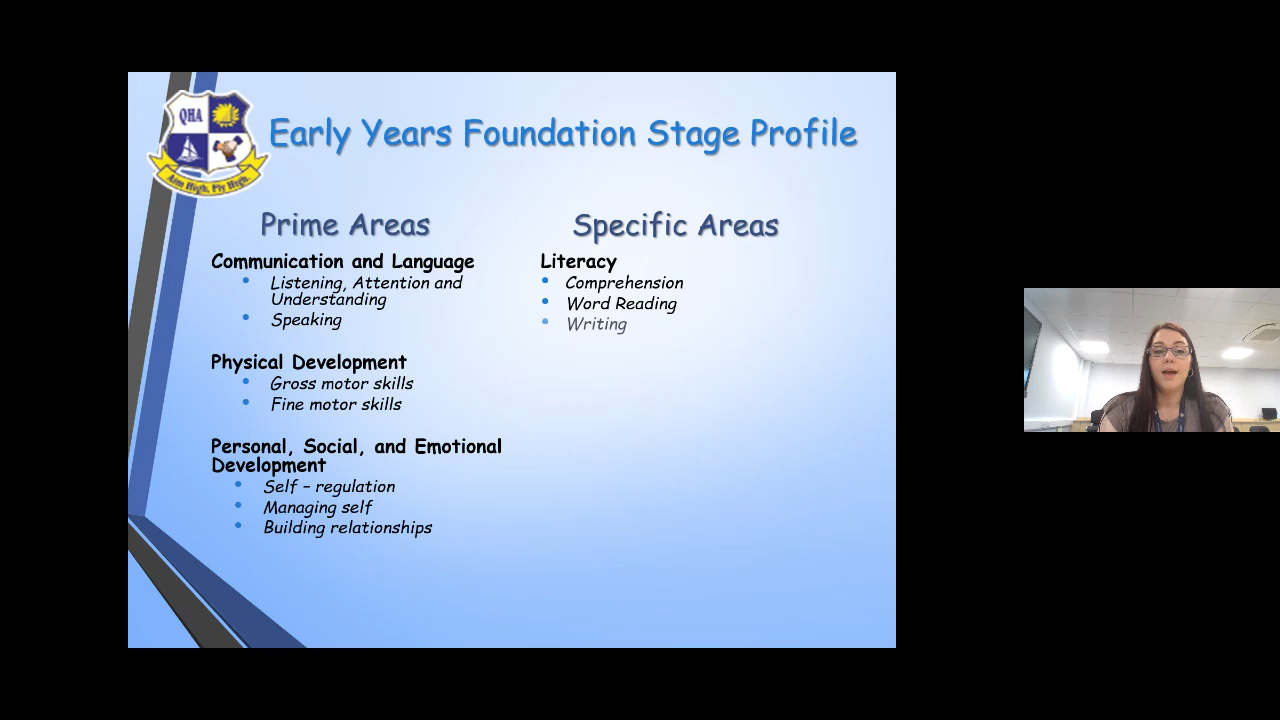 QHA
Aim High, Fly High.
Early Years Foundation Stage Profile
Prime Areas
Communication and Language
Listening, Attention and
Understanding
Speaking
Physical Development
Gross motor skills
Fine motor skills
Personal, Social, and Emotional
Development
Self – regulation
Managing self
Building relationships
Specific Areas
Literacy
Comprehension
Word Reading
Writing